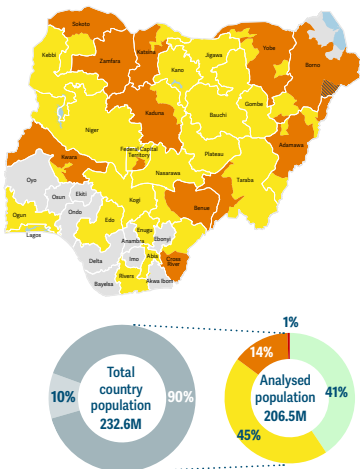 Sokoto
Katsina
Yobe
Borno
Kebbi
Zamfara
Kano
Jigawa
Kaduna
Gombe
Bauchi
Niger
Adamawa
Federal Capital
Territory
Plateau
Kwara
Nasarawa
Taraba
Oyo
Kogi
Benue
Osun
Ekiti
Ogun
Ondo
Edo
Enugu
Ebonyi
Lagos
Anambra
Cross
River
Delta
Imo
Abia
Rivers
Akwa Ibom
Bayelsa
Total
country
population
232.6M
10%
90%
1%
14%
Analysed
population
206.5M
41%
45%